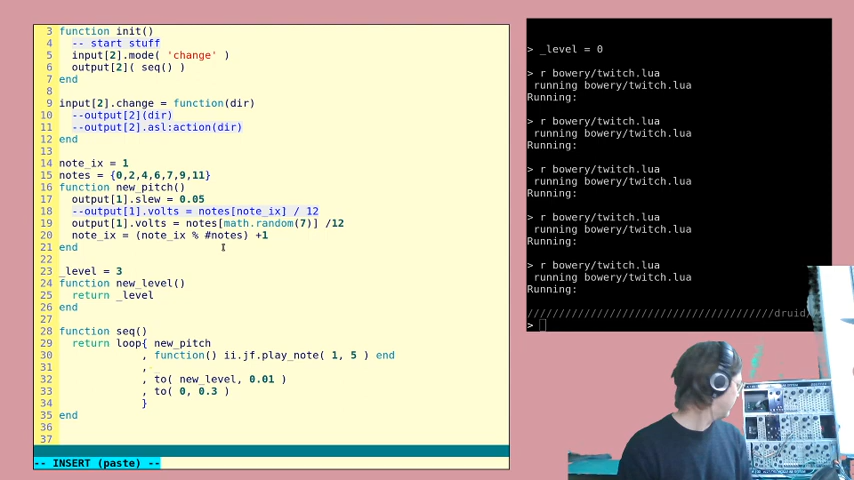 3 function init()
4 -- start stuff
5 input[2].mode( 'change' )
6 output[2]( seq() )
7 end
8
9 input[2].change = function(dir)
10 --output[2](dir)
11 --output[2].asl:action(dir)
12 end
13
14 note_ix = 1
15 notes = {0,2,4,6,7,9,11}
16 function new_pitch()
17 output[1].slew = 0.05
18 --output[1].volts = notes[note_ix] / 12
19 output[1].volts = notes[math.random(7)] /12
20 note_ix = (note_ix % #notes) +1
21 end
22
23 _level = 3
24 function new_level()
25 return _level
26 end
27
28 function seq()
29 return loop{ new_pitch
30 , function() ii.jf.play_note( 1, 5 ) end
31 ,
32 , to( new_level, 0.01 )
33 , to( 0, 0.3 )
34 }
35 end
36
37
-- INSERT (paste) --
> _level = 0
> r bowery/twitch.lua
running bowery/twitch.lua
Running:
> r bowery/twitch.lua
running bowery/twitch.lua
Running:
> r bowery/twitch.lua
running bowery/twitch.lua
Running:
> r bowery/twitch.lua
running bowery/twitch.lua
Running:
> r bowery/twitch.lua
running bowery/twitch.lua
Running:
////////////////////////////////////////druid/
>